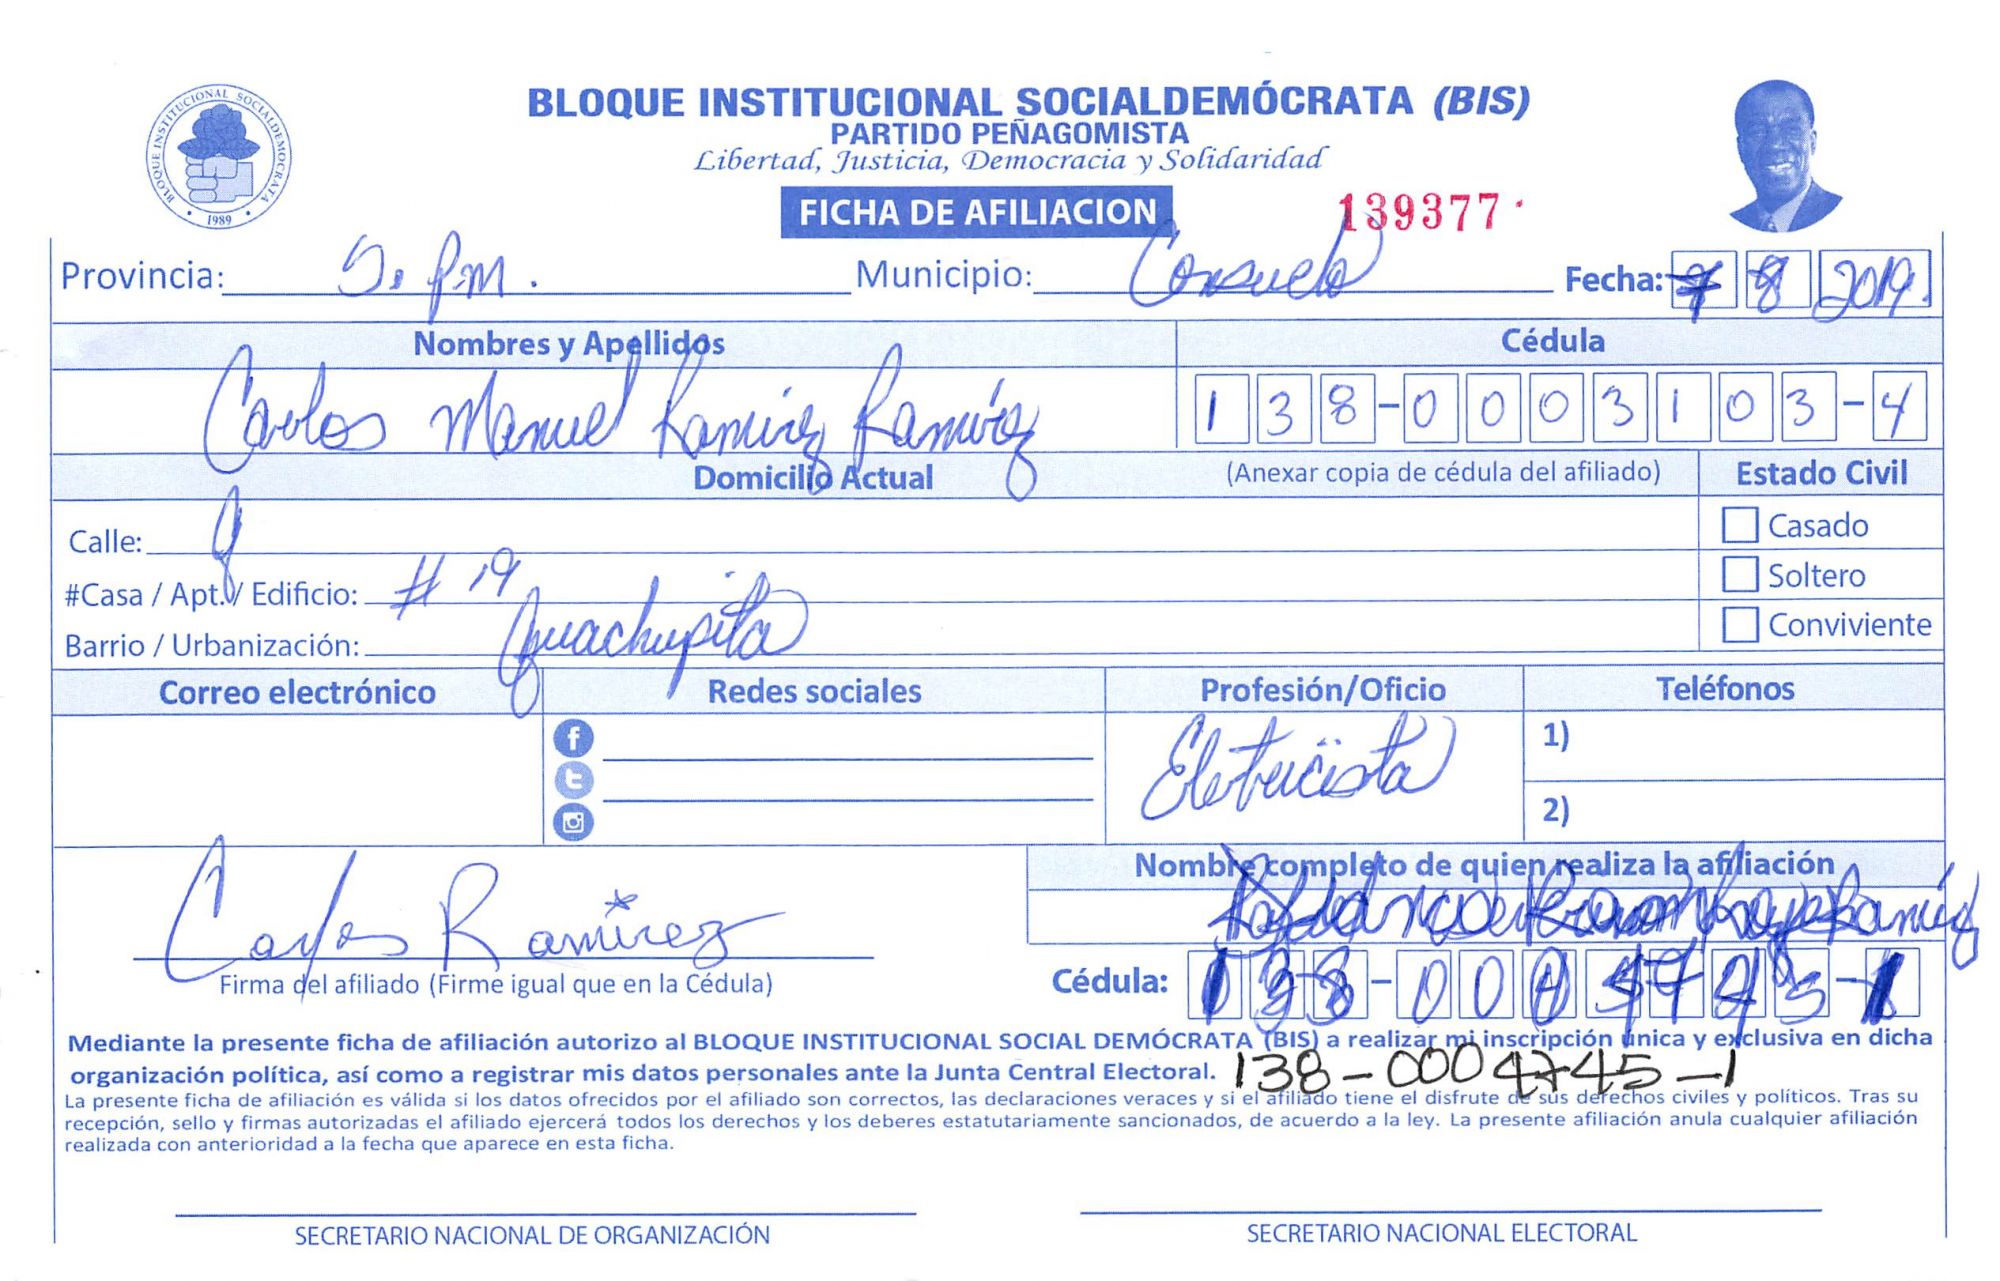 BLOQUE INSTITUCIONAL SOCIALDEMÓCRATA (BIS)
PARTIDO PEÑAGOMISTA
Libertad, Justicia, Democracia y Solidaridad
BLOQUE INSTITUCIONAL SOCIALDEMOCRATA
• 1989 •
FICHA DE AFILIACION 139377
Provincia: S. P.M. Municipio: Consuelo Fecha: 8 2019.
Nombres y Apellidos Cédula
Carlos Manuel Ramírez Ramírez 138-0003103-4
Domicilio Actual (Anexar copia de cédula del afiliado) Estado Civil
Calle: Casado
#Casa / Apt. / Edificio: # 19 Soltero
Barrio / Urbanización: Guachupita Conviviente
Correo electrónico Redes sociales Profesión/Oficio Teléfonos
Eletricista 1)
2)
Nombre completo de quien realiza la afiliación
Carlos Ramirez Ramírez
Firma del afiliado (Firme igual que en la Cédula) Cédula:
Mediante la presente ficha de afiliación autorizo al BLOQUE INSTITUCIONAL SOCIAL DEMÓCRATA (BIS) a realizar mi inscripción única y exclusiva en dicha
organización política, así como a registrar mis datos personales ante la Junta Central Electoral. 138-0004745-1
La presente ficha de afiliación es válida si los datos ofrecidos por el afiliado son correctos, las declaraciones veraces y si el afiliado tiene el disfrute de sus derechos civiles y políticos. Tras su
recepción, sello y firmas autorizadas el afiliado ejercerá todos los derechos y los deberes estatutariamente sancionados, de acuerdo a la ley. La presente afiliación anula cualquier afiliación
realizada con anterioridad a la fecha que aparece en esta ficha.
SECRETARIO NACIONAL DE ORGANIZACIÓN SECRETARIO NACIONAL ELECTORAL